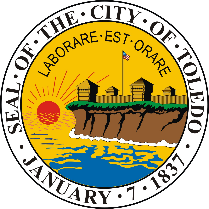 SEAL·OF·THE·CITY·OF·TOLEDO
LABORARE·EST·ORARE
·JANUARY·7·1837·